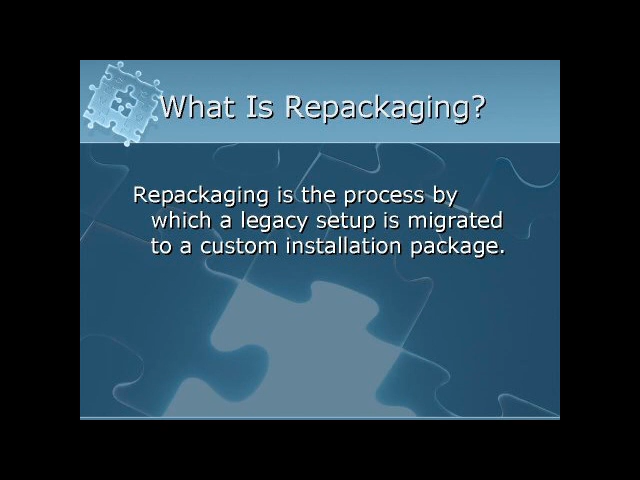 What Is Repackaging?
Repackaging is the process by
which a legacy setup is migrated
to a custom installation package.